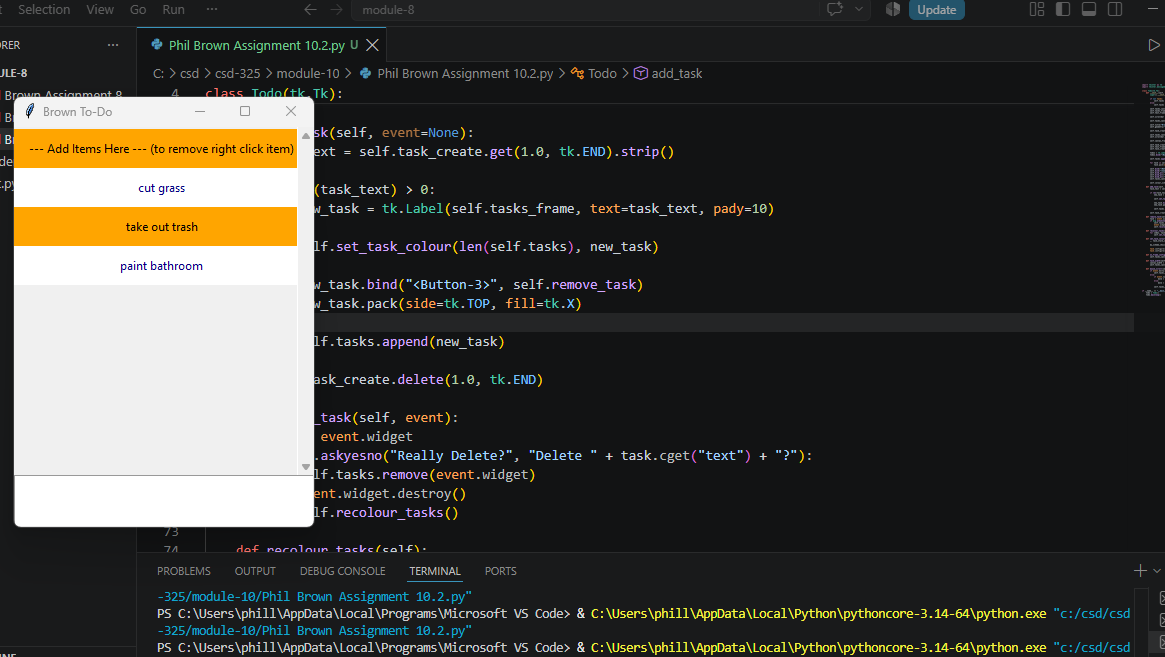 Selection View Go Run ··· module-8 Update
Phil Brown Assignment 10.2.py U
C: > csd > csd-325 > module-10 > Phil Brown Assignment 10.2.py > Todo > add_task
4 class Todo(tk.Tk):
Brown To-Do
--- Add Items Here --- (to remove right click item)
cut grass
take out trash
paint bathroom
sk(self, event=None):
ext = self.task_create.get(1.0, tk.END).strip()
(task_text) > 0:
w_task = tk.Label(self.tasks_frame, text=task_text, pady=10)
lf.set_task_colour(len(self.tasks), new_task)
w_task.bind("<Button-3>", self.remove_task)
w_task.pack(side=tk.TOP, fill=tk.X)
lf.tasks.append(new_task)
ask_create.delete(1.0, tk.END)
_task(self, event):
event.widget
.askyesno("Really Delete?", "Delete " + task.cget("text") + "?"):
lf.tasks.remove(event.widget)
ent.widget.destroy()
lf.recolour_tasks()
73
74 def recolour_tasks(self):
PROBLEMS OUTPUT DEBUG CONSOLE TERMINAL PORTS
-325/module-10/Phil Brown Assignment 10.2.py"
PS C:\Users\phill\AppData\Local\Programs\Microsoft VS Code> & C:\Users\phill\AppData\Local\Python\pythoncore-3.14-64\python.exe "c:/csd/csd
-325/module-10/Phil Brown Assignment 10.2.py"
PS C:\Users\phill\AppData\Local\Programs\Microsoft VS Code> & C:\Users\phill\AppData\Local\Python\pythoncore-3.14-64\python.exe "c:/csd/csd